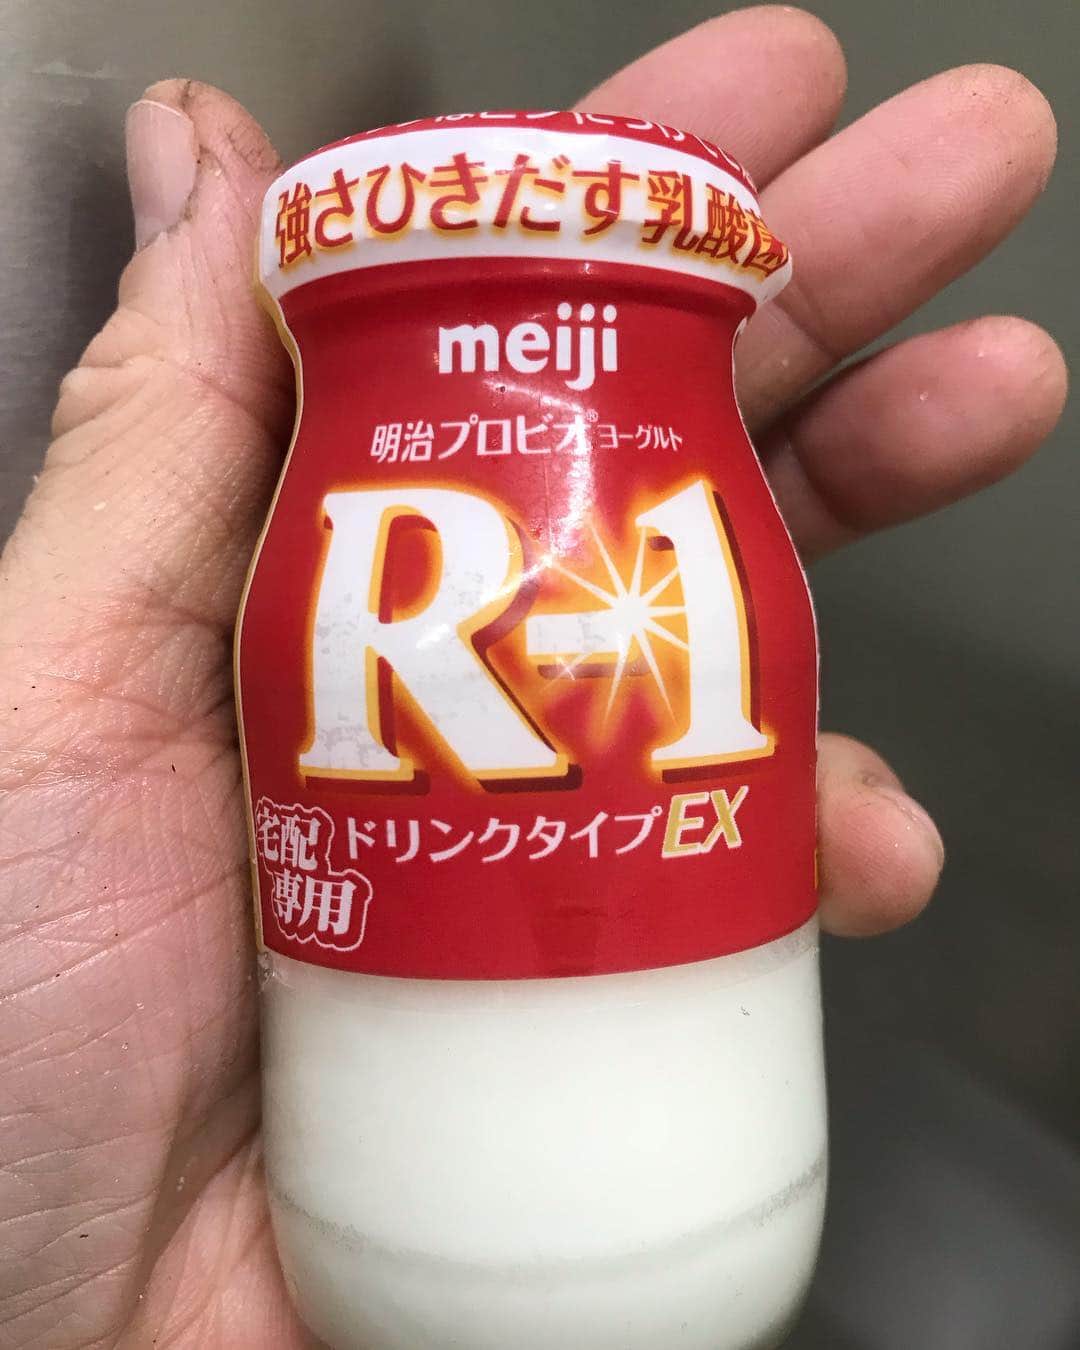 強さひきだす乳酸菌
meiji
明治プロビオ®ヨーグルト
R-1
宅配
専用
ドリンクタイプEX